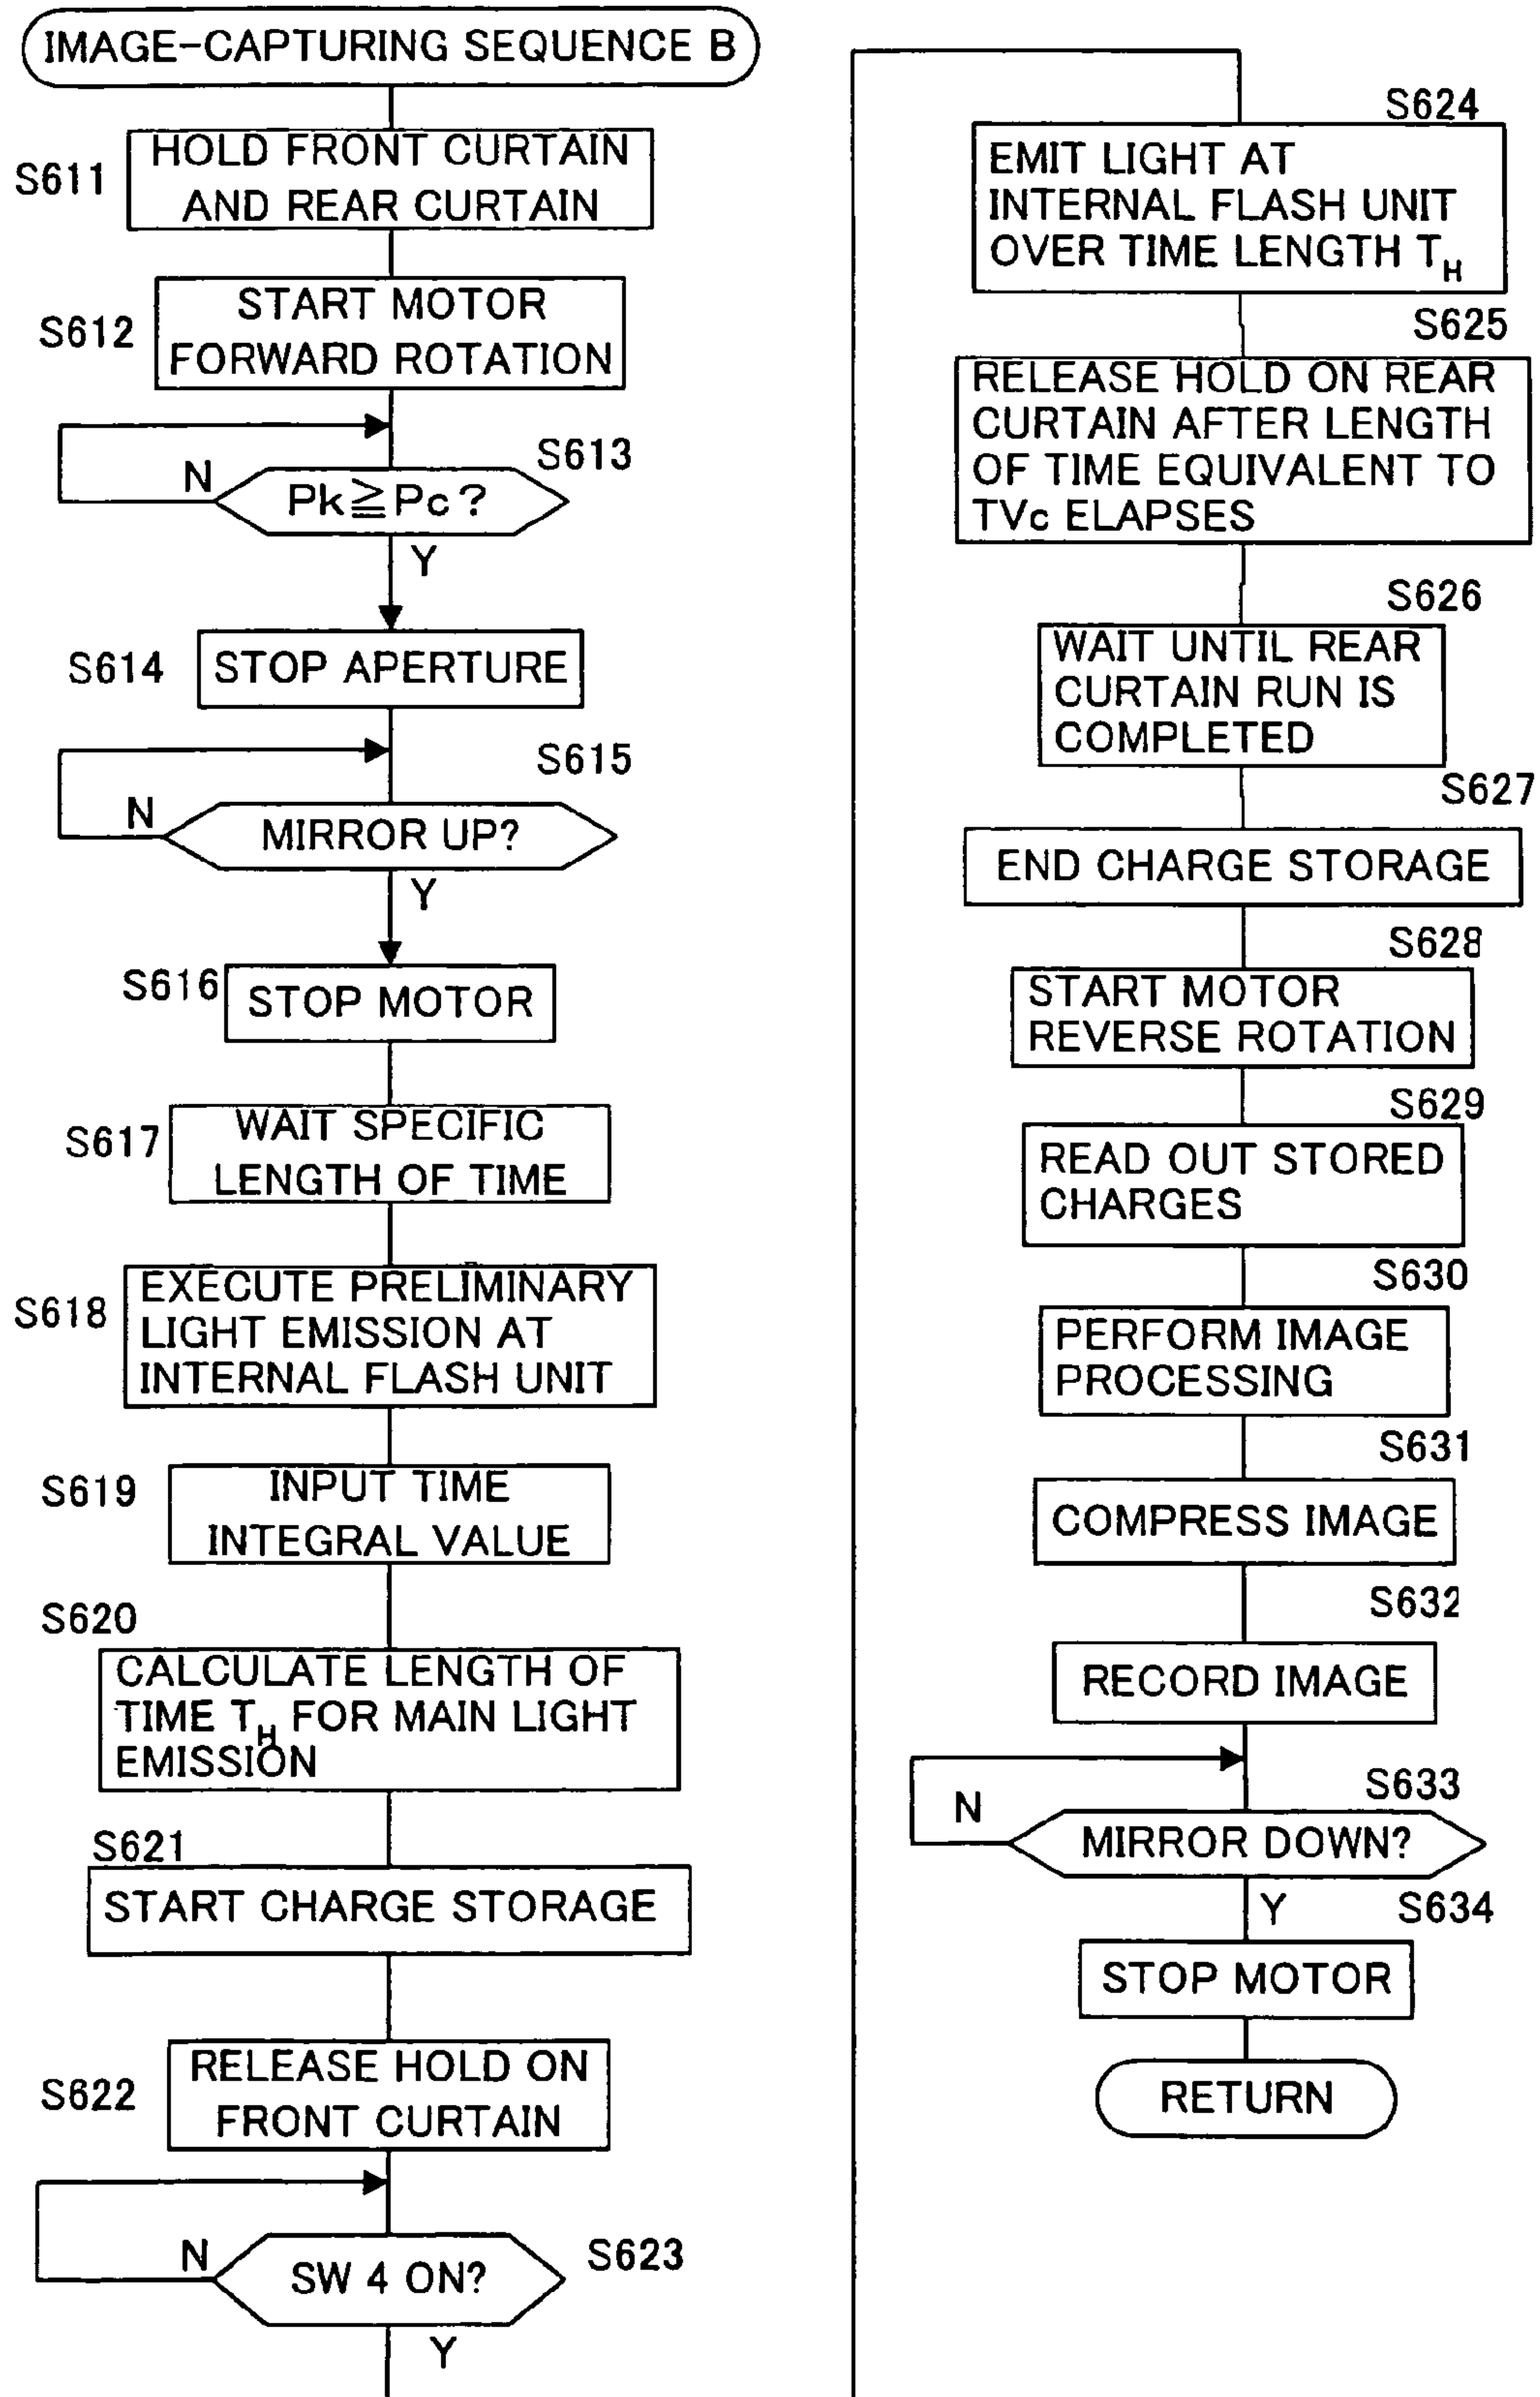 IMAGE-CAPTURING SEQUENCE B
S611
HOLD FRONT CURTAIN
AND REAR CURTAIN
S612
START MOTOR
FORWARD ROTATION
S613
N
Pk≧Pc?
Y
S614
STOP APERTURE
S615
N
MIRROR UP?
Y
S616
STOP MOTOR
S617
WAIT SPECIFIC
LENGTH OF TIME
S618
EXECUTE PRELIMINARY
LIGHT EMISSION AT
INTERNAL FLASH UNIT
S619
INPUT TIME
INTEGRAL VALUE
S620
CALCULATE LENGTH OF
TIME TH FOR MAIN LIGHT
EMISSION
S621
START CHARGE STORAGE
S622
RELEASE HOLD ON
FRONT CURTAIN
S623
N
SW 4 ON?
Y
S624
EMIT LIGHT AT
INTERNAL FLASH UNIT
OVER TIME LENGTH TH
S625
RELEASE HOLD ON REAR
CURTAIN AFTER LENGTH
OF TIME EQUIVALENT TO
TVc ELAPSES
S626
WAIT UNTIL REAR
CURTAIN RUN IS
COMPLETED
S627
END CHARGE STORAGE
S628
START MOTOR
REVERSE ROTATION
S629
READ OUT STORED
CHARGES
S630
PERFORM IMAGE
PROCESSING
S631
COMPRESS IMAGE
S632
RECORD IMAGE
S633
N
MIRROR DOWN?
Y
S634
STOP MOTOR
RETURN